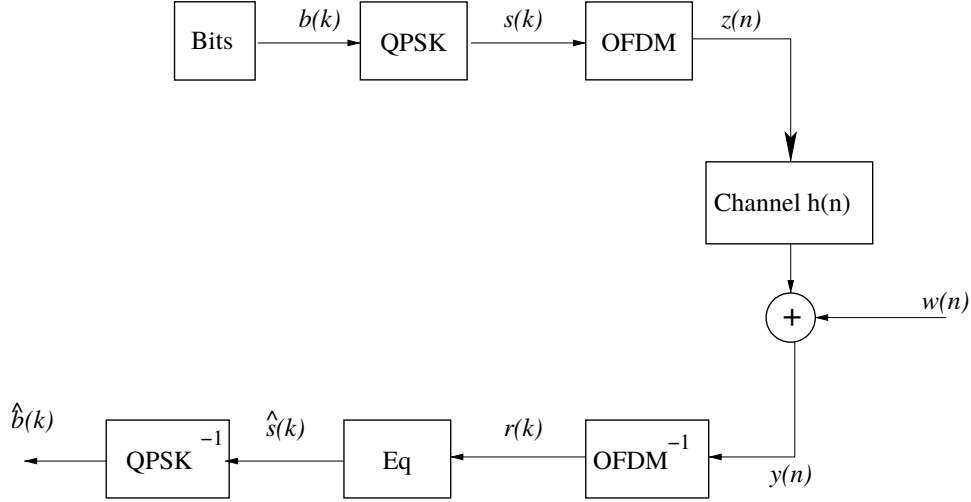 b(k) s(k) z(n)
Bits QPSK OFDM
Channel h(n)
+ w(n)
b̂(k) ŝ(k) r(k) y(n)
QPSK⁻¹ Eq OFDM⁻¹